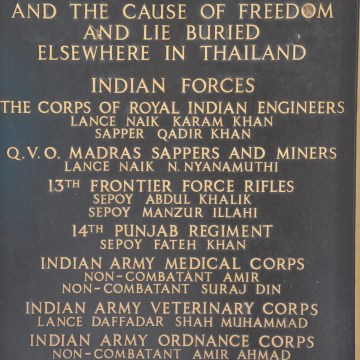 AND THE CAUSE OF FREEDOM
AND LIE BURIED
ELSEWHERE IN THAILAND
INDIAN FORCES
THE CORPS OF ROYAL INDIAN ENGINEERS
LANCE NAIK KARAM KHAN
SAPPER QADIR KHAN
Q.V.O. MADRAS SAPPERS AND MINERS
LANCE NAIK N. NYANAMUTHI
13TH FRONTIER FORCE RIFLES
SEPOY ABDUL KHALIK
SEPOY MANZUR ILLAHI
14TH PUNJAB REGIMENT
SEPOY FATEH KHAN
INDIAN ARMY MEDICAL CORPS
NON-COMBATANT AMIR
NON-COMBATANT SURAJ DIN
INDIAN ARMY VETERINARY CORPS
LANCE DAFFADAR SHAH MUHAMMAD
INDIAN ARMY ORDNANCE CORPS
NON-COMBATANT AMIR AHMAD